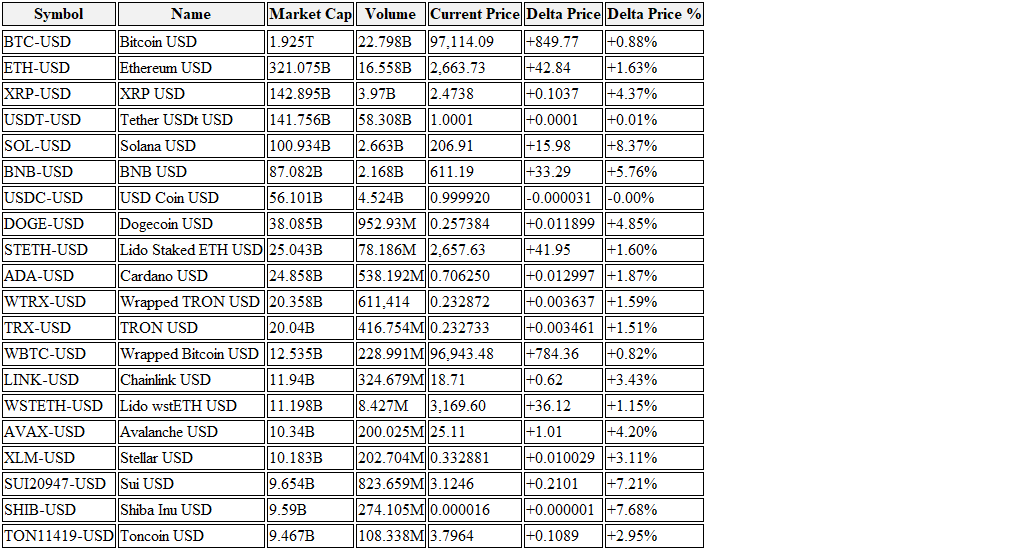 Symbol Name Market Cap Volume Current Price Delta Price Delta Price %
BTC-USD Bitcoin USD 1.925T 22.798B 97,114.09 +849.77 +0.88%
ETH-USD Ethereum USD 321.075B 16.558B 2,663.73 +42.84 +1.63%
XRP-USD XRP USD 142.895B 3.97B 2.4738 +0.1037 +4.37%
USDT-USD Tether USDt USD 141.756B 58.308B 1.0001 +0.0001 +0.01%
SOL-USD Solana USD 100.934B 2.663B 206.91 +15.98 +8.37%
BNB-USD BNB USD 87.082B 2.168B 611.19 +33.29 +5.76%
USDC-USD USD Coin USD 56.101B 4.524B 0.999920 -0.000031 -0.00%
DOGE-USD Dogecoin USD 38.085B 952.93M 0.257384 +0.011899 +4.85%
STETH-USD Lido Staked ETH USD 25.043B 78.186M 2,657.63 +41.95 +1.60%
ADA-USD Cardano USD 24.858B 538.192M 0.706250 +0.012997 +1.87%
WTRX-USD Wrapped TRON USD 20.358B 611,414 0.232872 +0.003637 +1.59%
TRX-USD TRON USD 20.04B 416.754M 0.232733 +0.003461 +1.51%
WBTC-USD Wrapped Bitcoin USD 12.535B 228.991M 96,943.48 +784.36 +0.82%
LINK-USD Chainlink USD 11.94B 324.679M 18.71 +0.62 +3.43%
WSTETH-USD Lido wstETH USD 11.198B 8.427M 3,169.60 +36.12 +1.15%
AVAX-USD Avalanche USD 10.34B 200.025M 25.11 +1.01 +4.20%
XLM-USD Stellar USD 10.183B 202.704M 0.332881 +0.010029 +3.11%
SUI20947-USD Sui USD 9.654B 823.659M 3.1246 +0.2101 +7.21%
SHIB-USD Shiba Inu USD 9.59B 274.105M 0.000016 +0.000001 +7.68%
TON11419-USD Toncoin USD 9.467B 108.338M 3.7964 +0.1089 +2.95%